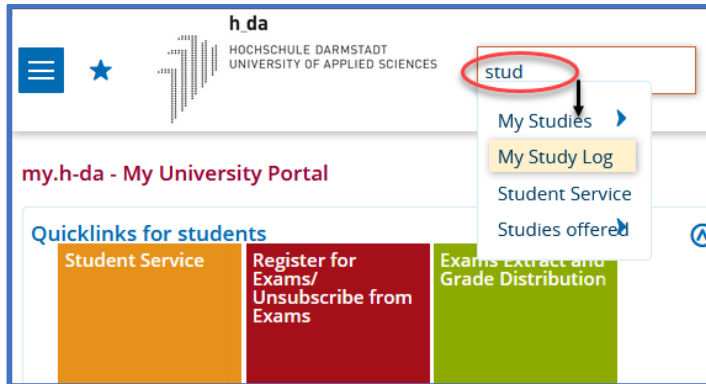 h_da
HOCHSCHULE DARMSTADT
UNIVERSITY OF APPLIED SCIENCES
stud
My Studies
My Study Log
Student Service
Studies offered
my.h-da - My University Portal
Quicklinks for students
Student Service
Register for
Exams/
Unsubscribe from
Exams
Exams Extract and
Grade Distribution